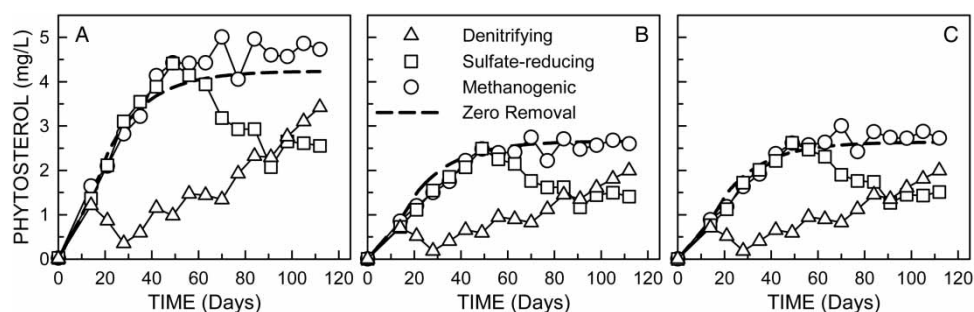 A B C
Denitrifying
Sulfate-reducing
Methanogenic
Zero Removal
PHYTOSTEROL (mg/L)
5
4
3
2
1
0
0 20 40 60 80 100 120 0 20 40 60 80 100 120 0 20 40 60 80 100 120
TIME (Days) TIME (Days) TIME (Days)